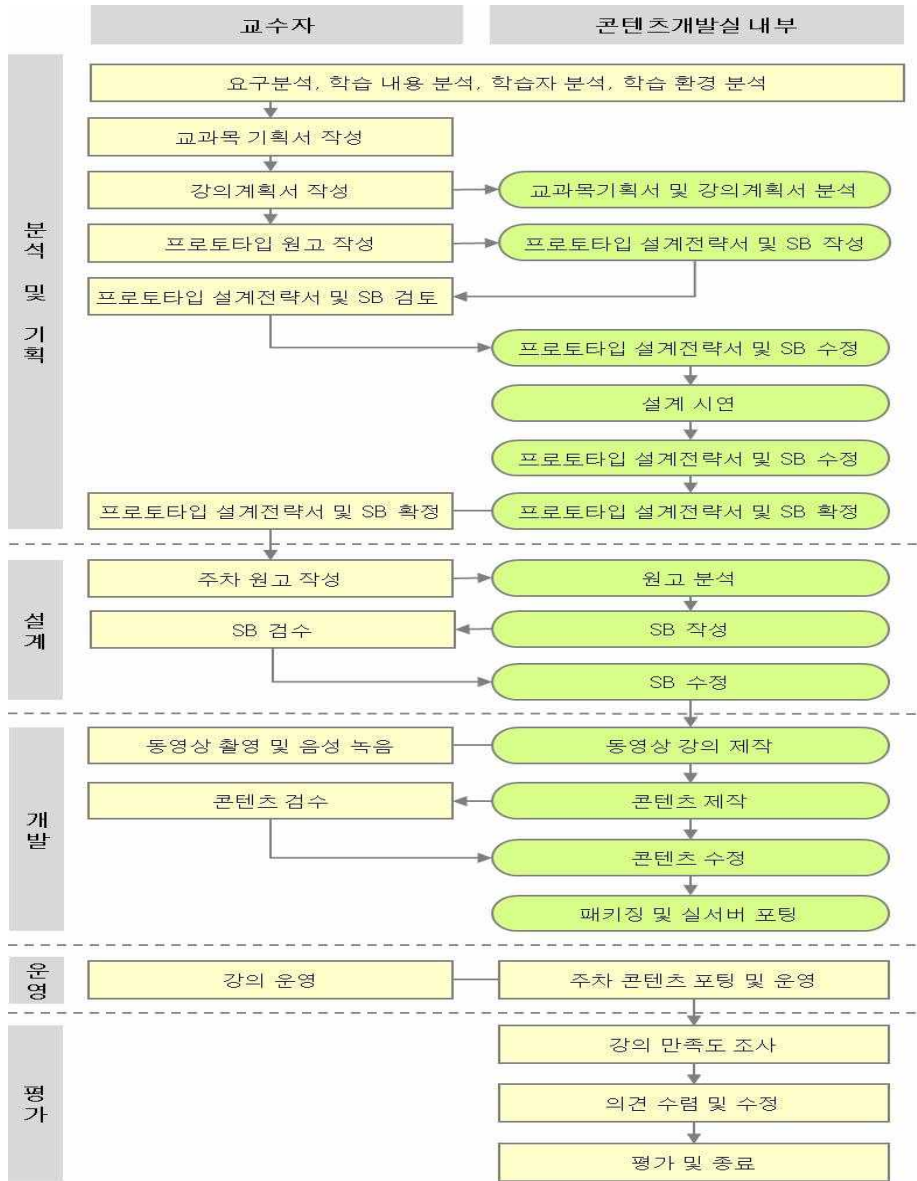 교수자
콘텐츠개발실 내부
분석 및 기획
요구분석, 학습 내용 분석, 학습자 분석, 학습 환경 분석
교과목 기획서 작성
강의계획서 작성
교과목기획서 및 강의계획서 분석
프로토타입 원고 작성
프로토타입 설계전략서 및 SB 작성
프로토타입 설계전략서 및 SB 검토
프로토타입 설계전략서 및 SB 수정
설계 시연
프로토타입 설계전략서 및 SB 수정
프로토타입 설계전략서 및 SB 확정
프로토타입 설계전략서 및 SB 확정
설계
주차 원고 작성
원고 분석
SB 검수
SB 작성
SB 수정
개발
동영상 촬영 및 음성 녹음
동영상 강의 제작
콘텐츠 검수
콘텐츠 제작
콘텐츠 수정
패키징 및 실서버 포팅
운영
강의 운영
주차 콘텐츠 포팅 및 운영
평가
강의 만족도 조사
의견 수렴 및 수정
평가 및 종료